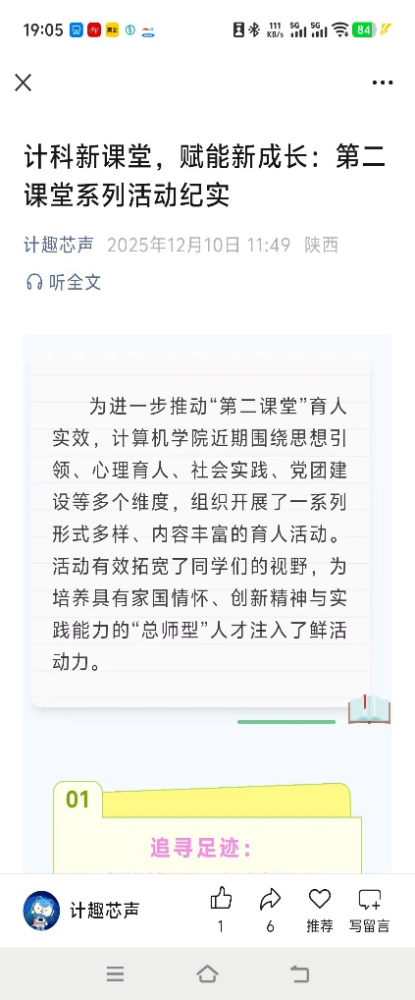 19:05
111
KB/s
5G
5G
84
计科新课堂，赋能新成长：第二
课堂系列活动纪实
计趣芯声 2025年12月10日 11:49 陕西
听全文
为进一步推动“第二课堂”育人
实效，计算机学院近期围绕思想引
领、心理育人、社会实践、党团建
设等多个维度，组织开展了一系列
形式多样、内容丰富的育人活动。
活动有效拓宽了同学们的视野，为
培养具有家国情怀、创新精神与实
践能力的“总师型”人才注入了鲜活
动力。
01
追寻足迹：
计趣芯声
1
6
推荐
写留言